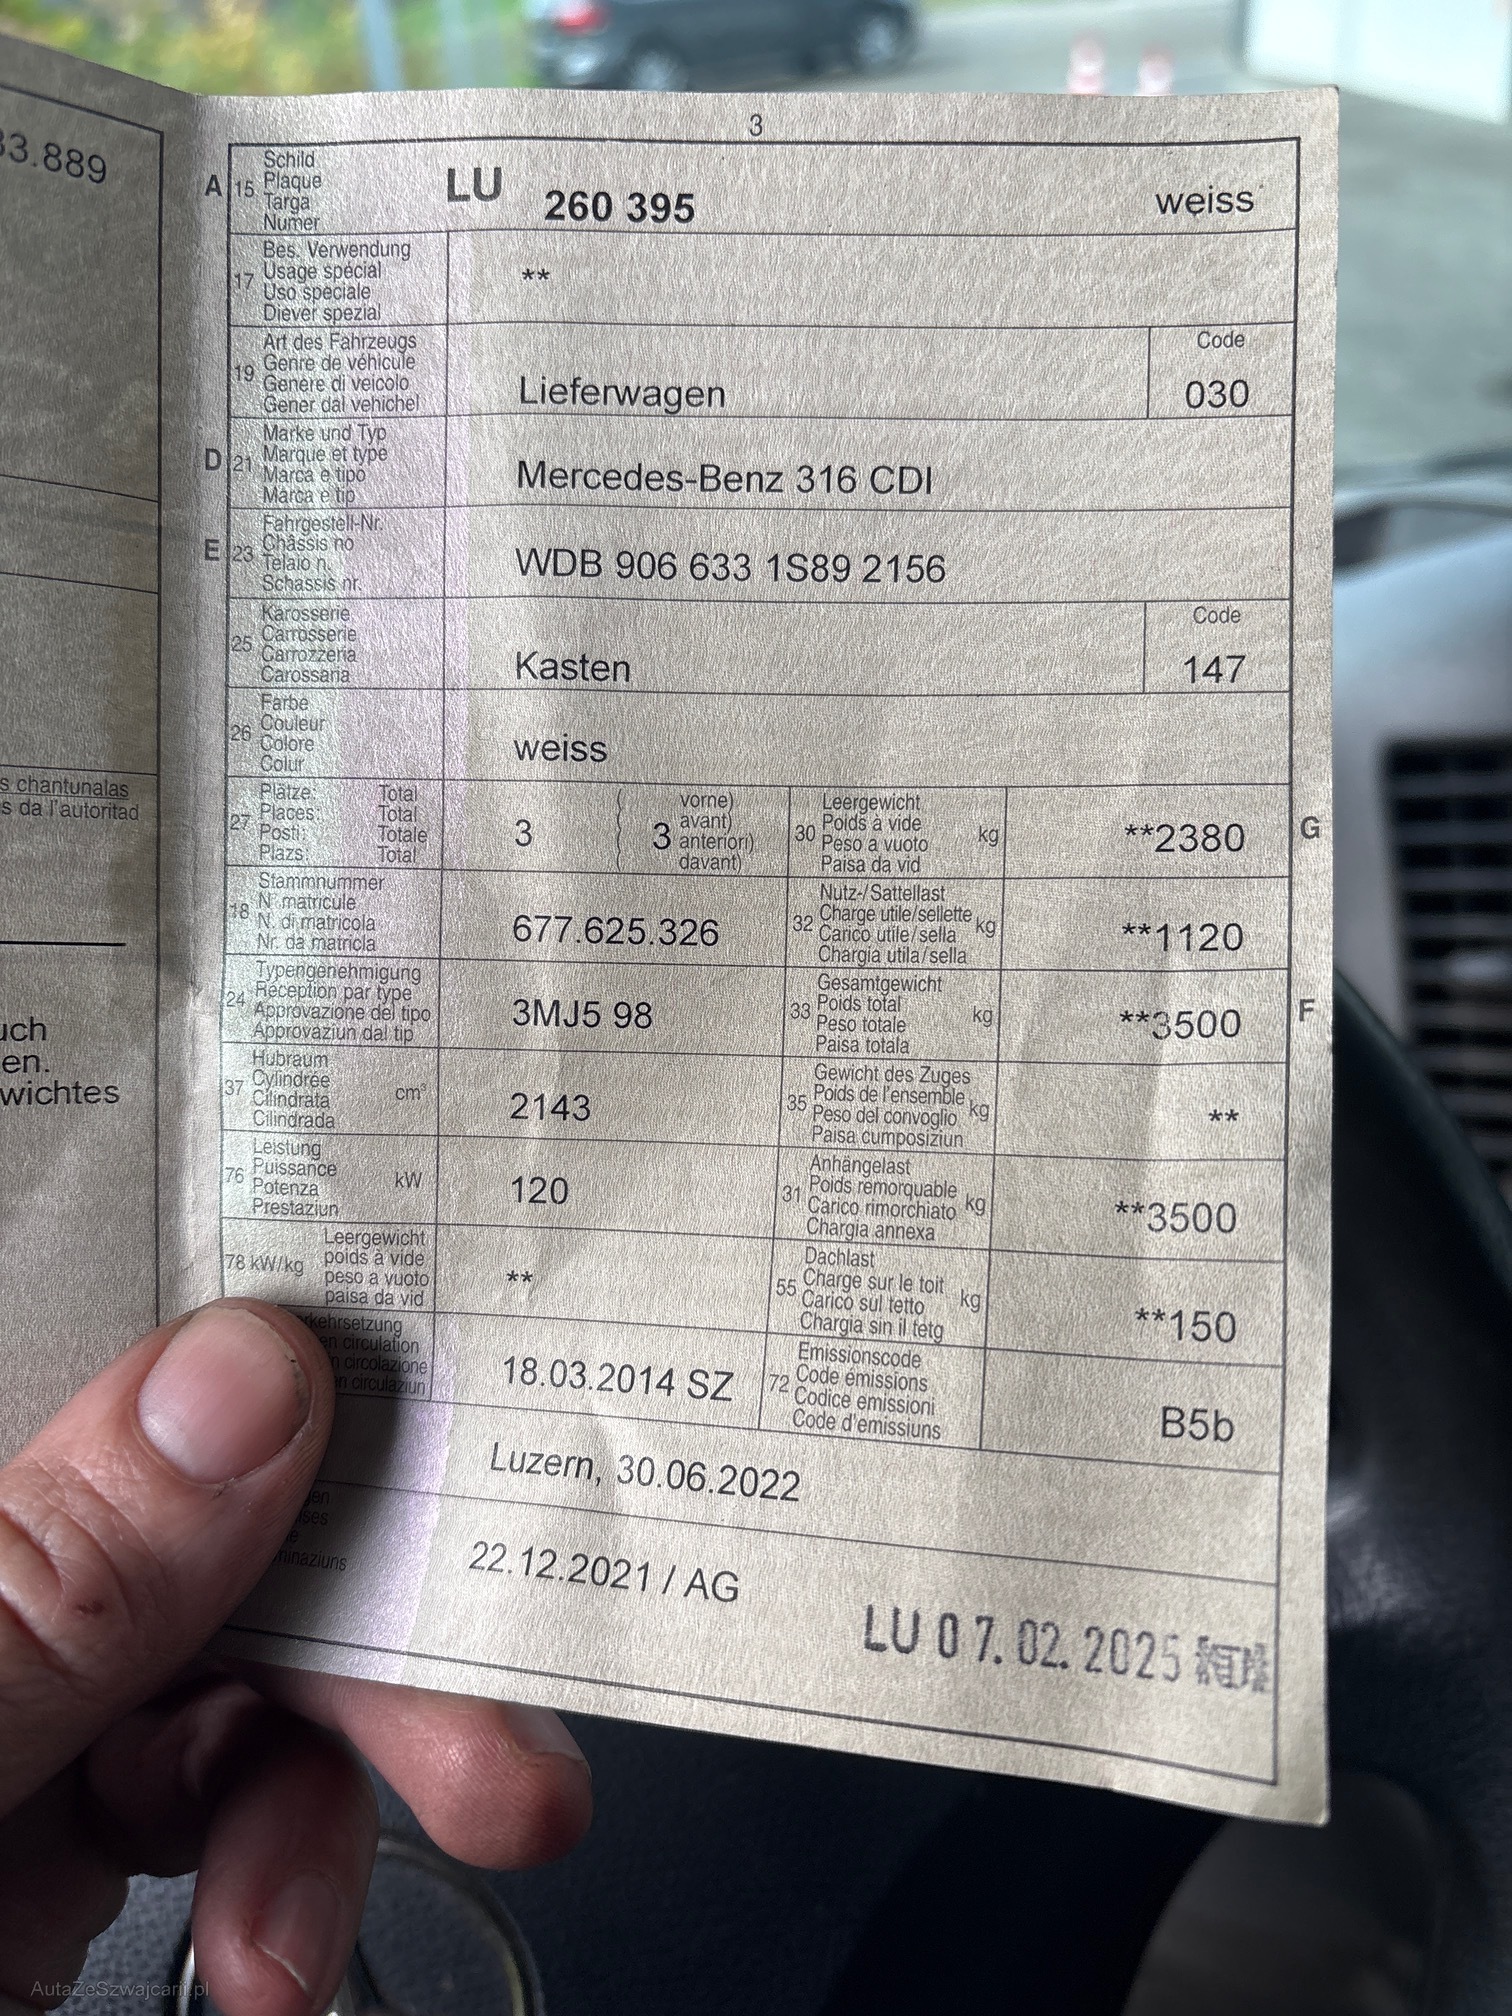 3
33.889
A 15 Schild
Plaque
Targa
Numer
LU 260 395 weiss
17 Bes. Verwendung
Usage spécial
Uso speciale
Diever spezial
**
19 Art des Fahrzeugs
Genre de véhicule
Genere di veicolo
Gener dal vehichel
Lieferwagen
Code
030
D 21 Marke und Typ
Marque et type
Marca e tipo
Marca e tip
Mercedes-Benz 316 CDI
E 23 Fahrgestell-Nr.
Châssis no
Telaio n.
Schassis nr.
WDB 906 633 1S89 2156
25 Karosserie
Carrosserie
Carrozzeria
Carossaria
Kasten
Code
147
26 Farbe
Couleur
Colore
Colur
weiss
27 Plätze: Total
Places: Total
Posti: Totale
Plazs: Total
3 ( 3 vorne)
( avant)
( anteriori)
( davant)
30 Leergewicht
Poids à vide
Peso a vuoto
Paisa da vid
kg
**2380 G
s chantunalas
s da l'autoritad
18 Stammnummer
N matricule
N. di matricola
Nr. da matricla
677.625.326
32 Nutz-/Sattellast
Charge utile/sellette
Carico utile/sella
Chargia utila/sella
kg
**1120
24 Typengenehmigung
Réception par type
Approvazione del tipo
Approvaziun dal tip
3MJ5 98
33 Gesamtgewicht
Poids total
Peso totale
Paisa totala
kg
**3500 F
uch
en.
wichtes
37 Hubraum
Cylindrée
Cilindrata
Cilindrada
cm³
2143
35 Gewicht des Zuges
Poids de l'ensemble
Peso del convoglio
Paisa cumposiziun
kg
**
76 Leistung
Puissance
Potenza
Prestaziun
kW
120
31 Anhängelast
Poids remorquable
Carico rimorchiato
Chargia annexa
kg
**3500
78 kW/kg Leergewicht
poids à vide
peso a vuoto
paisa da vid
**
55 Dachlast
Charge sur le toit
Carico sul tetto
Chargia sin il tetg
kg
**150
rkehrsetzung
en circulation
n circolazione
n circulaziun
18.03.2014 SZ
72 Emissionscode
Code émissions
Codice emissioni
Code d'emissiuns
B5b
Luzern, 30.06.2022
gen
ises
ne
minaziuns
22.12.2021 / AG
LU 07.02.2025
AutaZeSzwajcarii.pl